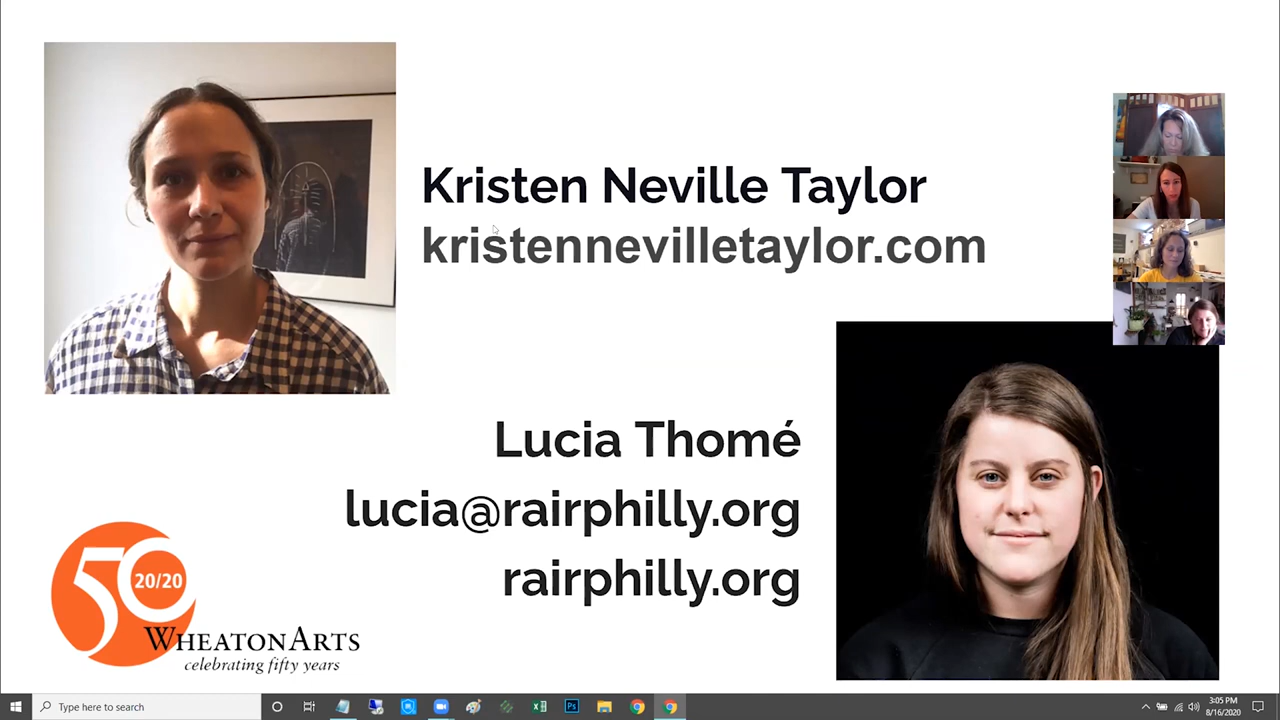 Kristen Neville Taylor
kristennevilletaylor.com
Lucia Thomé
lucia@rairphilly.org
rairphilly.org
50
20/20
WHEATONARTS
celebrating fifty years
Type here to search
3:05 PM
8/16/2020